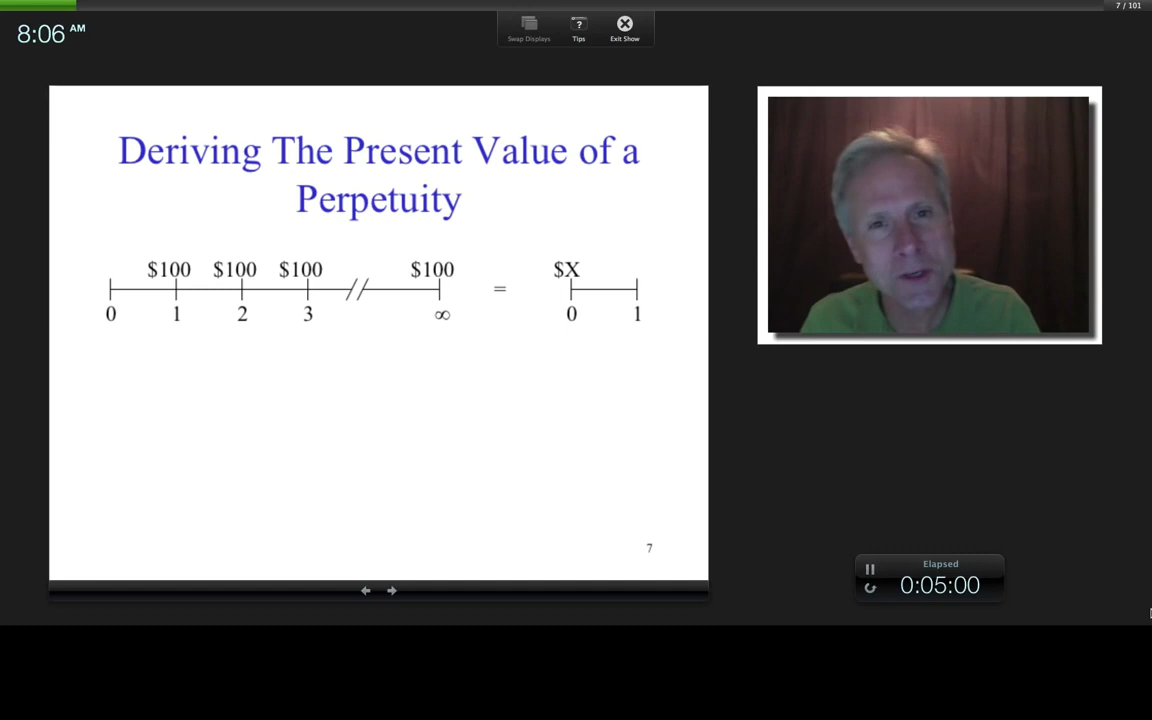 7 / 101
8:06 AM
Swap Displays
?
Tips
Exit Show
Deriving The Present Value of a
Perpetuity
$100 $100 $100 // $100 = $X
0 1 2 3 ∞ 0 1
7
Elapsed
0:05:00